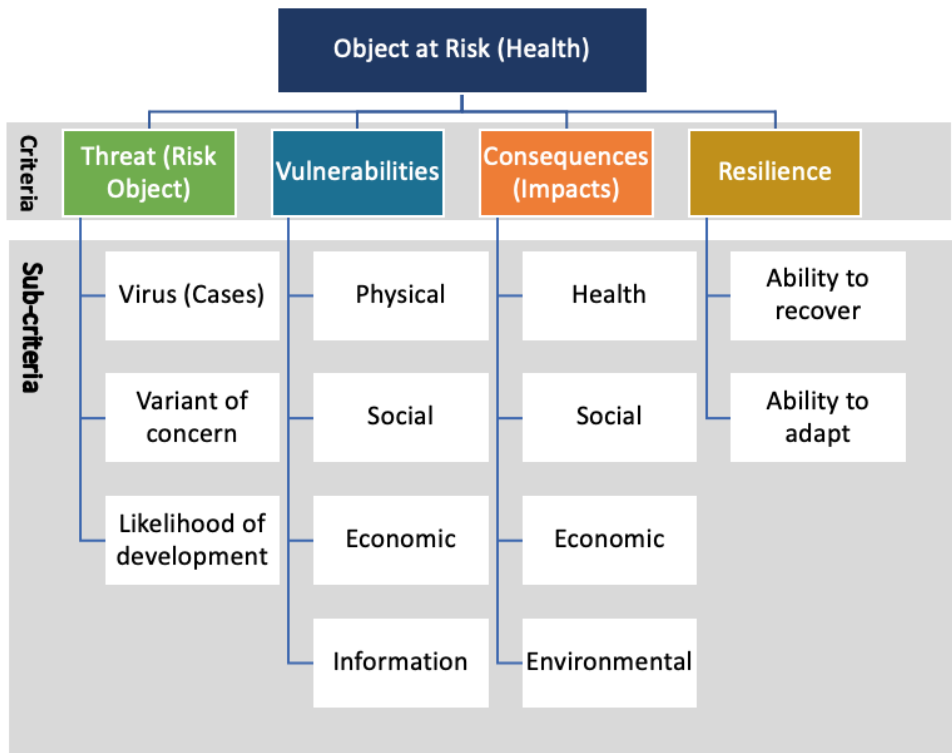 Object at Risk (Health)
Criteria
Threat (Risk
Object)
Vulnerabilities
Consequences
(Impacts)
Resilience
Sub-criteria
Virus (Cases)
Variant of
concern
Likelihood of
development
Physical
Social
Economic
Information
Health
Social
Economic
Environmental
Ability to
recover
Ability to
adapt